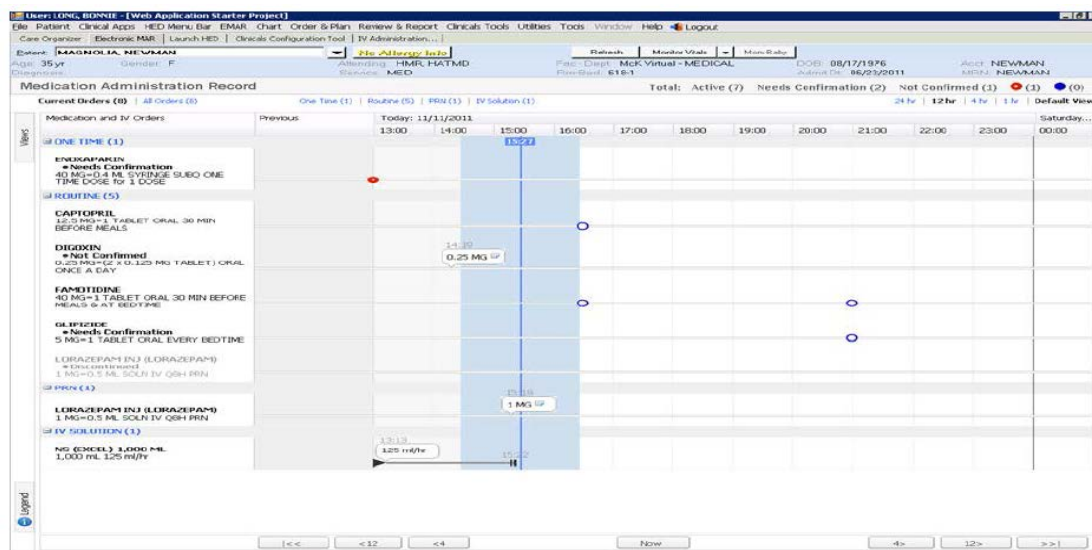 User: LONG, BONNIE - [Web Application Starter Project]
File Patient Clinical Apps HED Menu Bar EMAR Chart Order & Plan Review & Report Clinicals Tools Utilities Tools Window Help Logout
Care Organizer Electronic MAR Launch HED Clinicals Configuration Tool IV Administration...
Patient: MAGNOLIA, NEWMAN No Allergy Info Refresh Monitor Vitals Mom-Baby
Age: 35 yr Gender: F Attending: HMR, HATMD Fac - Dept: McK Virtual - MEDICAL DOB: 08/17/1976 Acct: NEWMAN
Diagnosis: Service: MED 618-1 Admit Dt: 06/23/2011 MRN: NEWMAN
Medication Administration Record Total: Active (7) Needs Confirmation (2) Not Confirmed (1) (1) (0)
Current Orders (8) | All Orders (8) One Time (1) | Routine (5) | PRN (1) | IV Solution (1) 24 hr | 12 hr | 4 hr | 1 hr | Default View
Views
Medication and IV Orders Previous Today: 11/11/2011 Saturday...
13:00 14:00 15:00 16:00 17:00 18:00 19:00 20:00 21:00 22:00 23:00 00:00
ONE TIME (1) 15:27
ENOXAPARIN
• Needs Confirmation
40 MG=0.4 ML SYRINGE SUBQ ONE
TIME DOSE for 1 DOSE
ROUTINE (5)
CAPTOPRIL
12.5 MG=1 TABLET ORAL 30 MIN
BEFORE MEALS
DIGOXIN
• Not Confirmed
0.25 MG=(2 x 0.125 MG TABLET) ORAL
ONCE A DAY
0.25 MG
FAMOTIDINE
40 MG=1 TABLET ORAL 30 MIN BEFORE
MEALS & AT BEDTIME
GLIPIZIDE
• Needs Confirmation
5 MG=1 TABLET ORAL EVERY BEDTIME
LORAZEPAM INJ (LORAZEPAM)
• Discontinued
1 MG=0.5 ML SOLN IV Q8H PRN
PRN (1)
LORAZEPAM INJ (LORAZEPAM)
1 MG=0.5 ML SOLN IV Q8H PRN
1 MG
IV SOLUTION (1)
NS (EXCEL) 1,000 ML
1,000 mL 125 ml/hr
13:13
125 ml/hr
15:22
Legend
|<< <12 <4 Now 4> 12> >>|